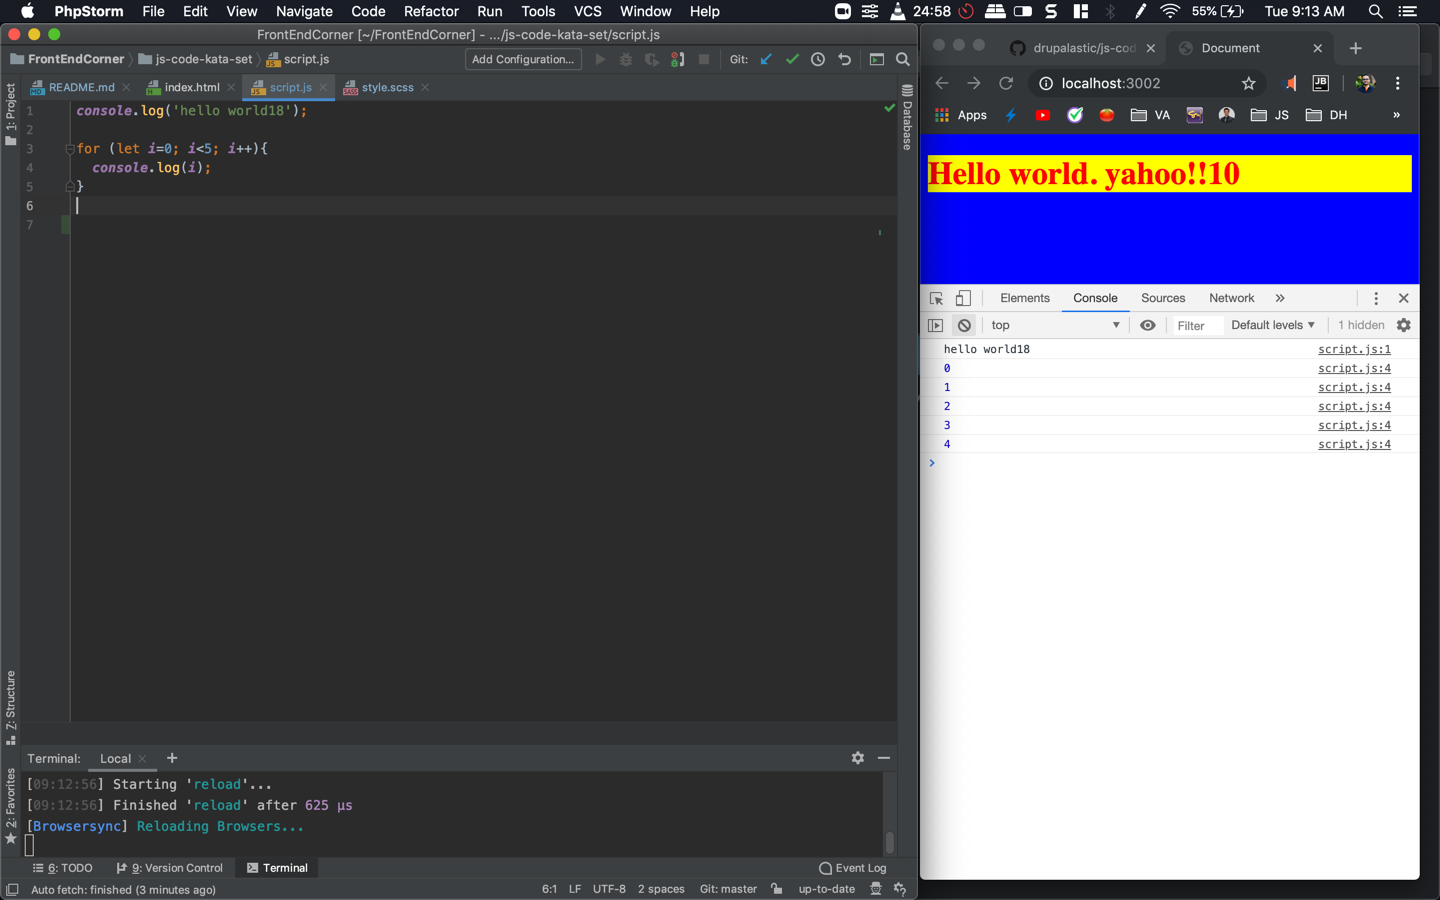 PhpStorm File Edit View Navigate Code Refactor Run Tools VCS Window Help 24:58 55% Tue 9:13 AM
FrontEndCorner [~/FrontEndCorner] - .../js-code-kata-set/script.js
FrontEndCorner js-code-kata-set script.js Add Configuration... Git:
README.md index.html script.js style.scss
1: Project
Database
1 console.log('hello world18');
2
3 for (let i=0; i<5; i++){
4 console.log(i);
5 }
6
7
Z: Structure
2: Favorites
Terminal: Local +
[09:12:56] Starting 'reload'...
[09:12:56] Finished 'reload' after 625 μs
[Browsersync] Reloading Browsers...
6: TODO 9: Version Control Terminal Event Log
Auto fetch: finished (3 minutes ago) 6:1 LF UTF-8 2 spaces Git: master up-to-date
drupalastic/js-cod Document
localhost:3002
Apps VA JS DH »
Hello world. yahoo!!10
Elements Console Sources Network »
top Filter Default levels 1 hidden
hello world18 script.js:1
0 script.js:4
1 script.js:4
2 script.js:4
3 script.js:4
4 script.js:4